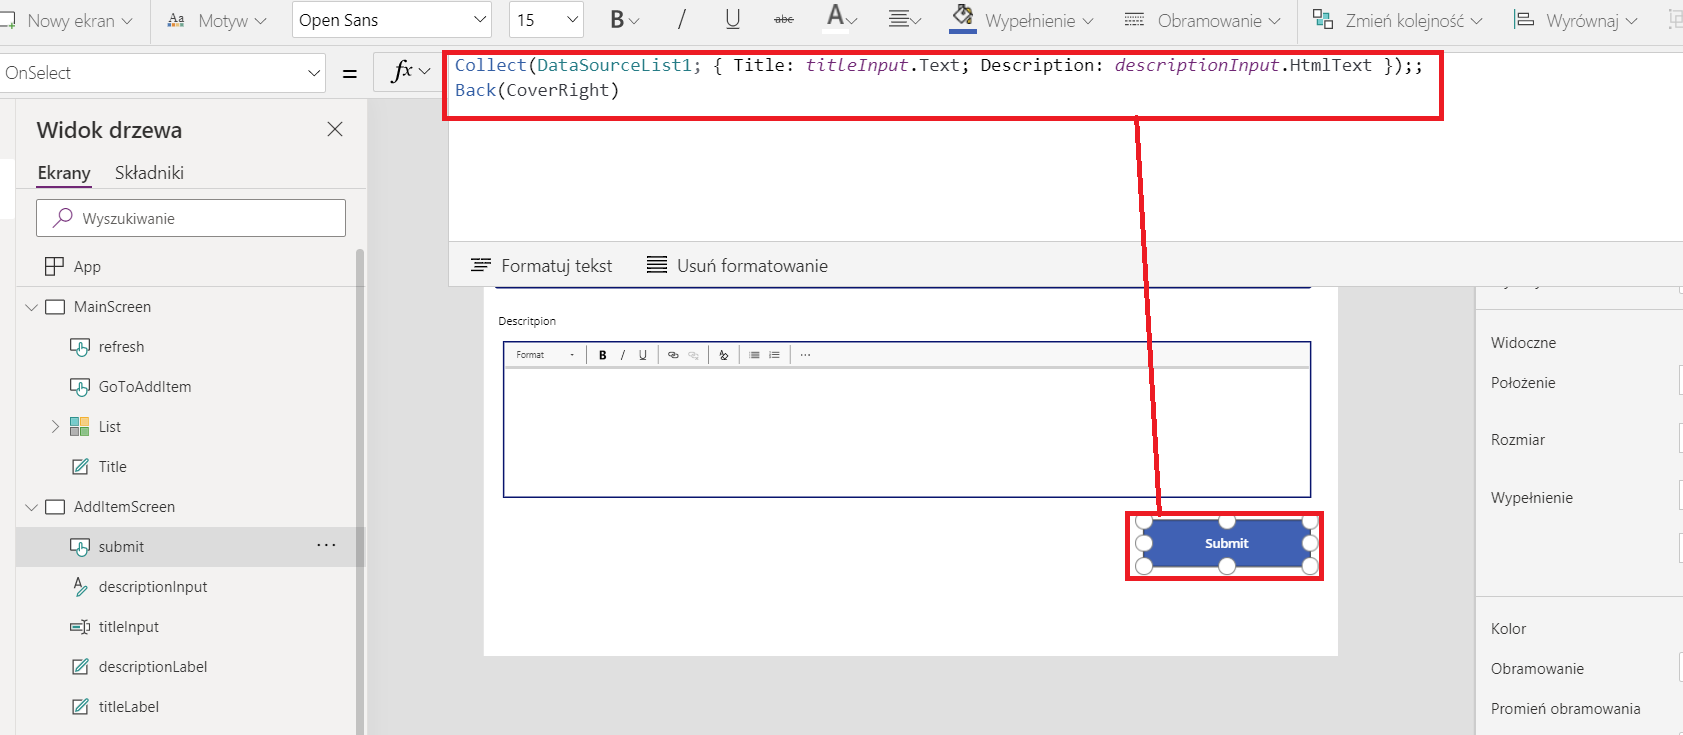 Nowy ekran
Motyw
Open Sans
15
B
/
U
abc
A
Wypełnienie
Obramowanie
Zmień kolejność
Wyrównaj
OnSelect
=
fx
Collect(DataSourceList1; { Title: titleInput.Text; Description: descriptionInput.HtmlText });;
Back(CoverRight)
Widok drzewa
Ekrany
Składniki
Wyszukiwanie
App
MainScreen
refresh
GoToAddItem
List
Title
AddItemScreen
submit
descriptionInput
titleInput
descriptionLabel
titleLabel
Formatuj tekst
Usuń formatowanie
Descritpion
Format
B
/
U
Submit
Widoczne
Położenie
Rozmiar
Wypełnienie
Kolor
Obramowanie
Promień obramowania